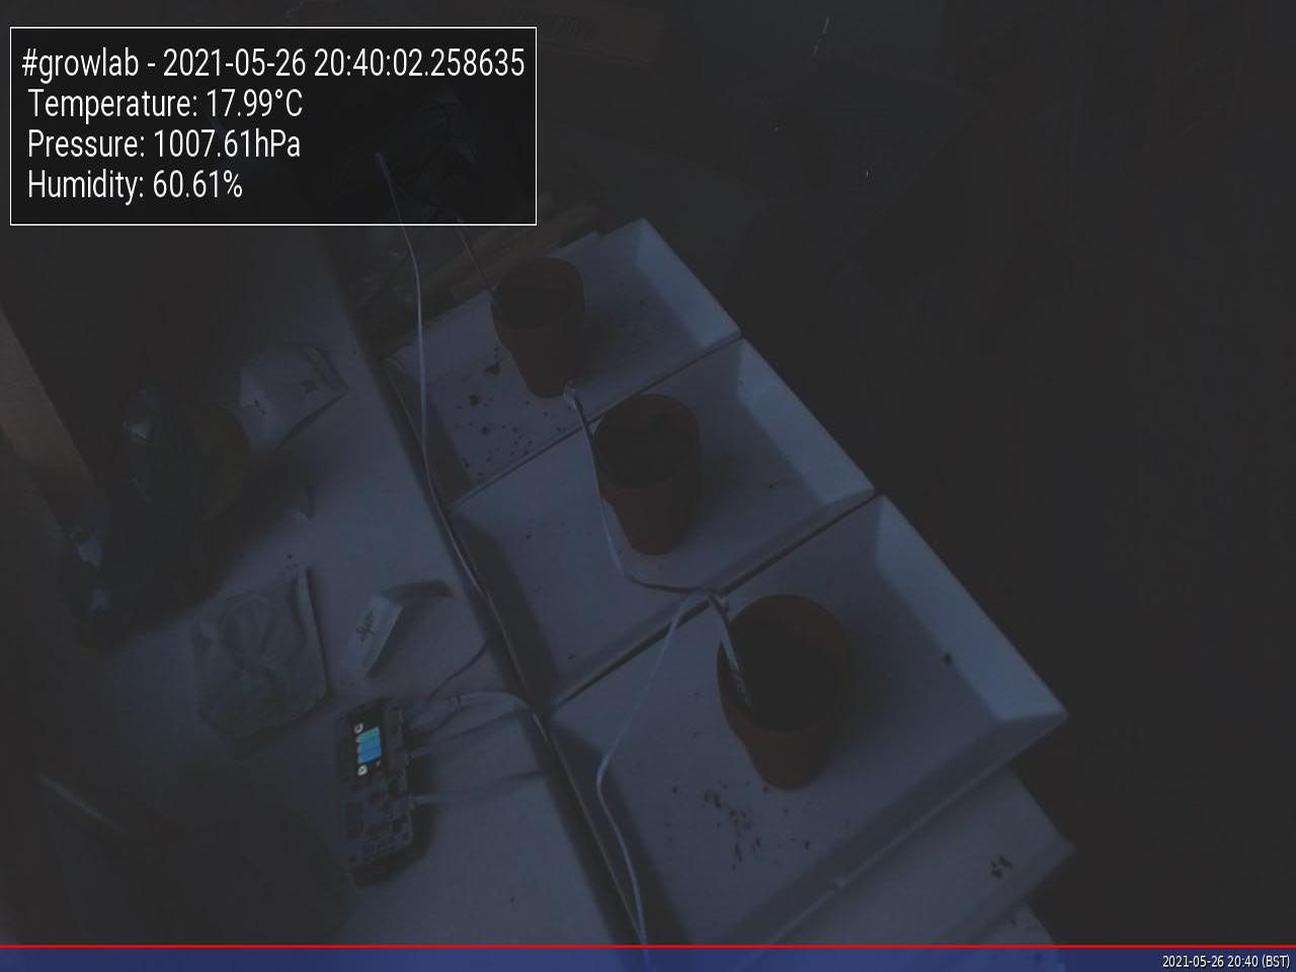 #growlab - 2021-05-26 20:40:02.258635
Temperature: 17.99°C
Pressure: 1007.61hPa
Humidity: 60.61%
2021-05-26 20:40 (BST)